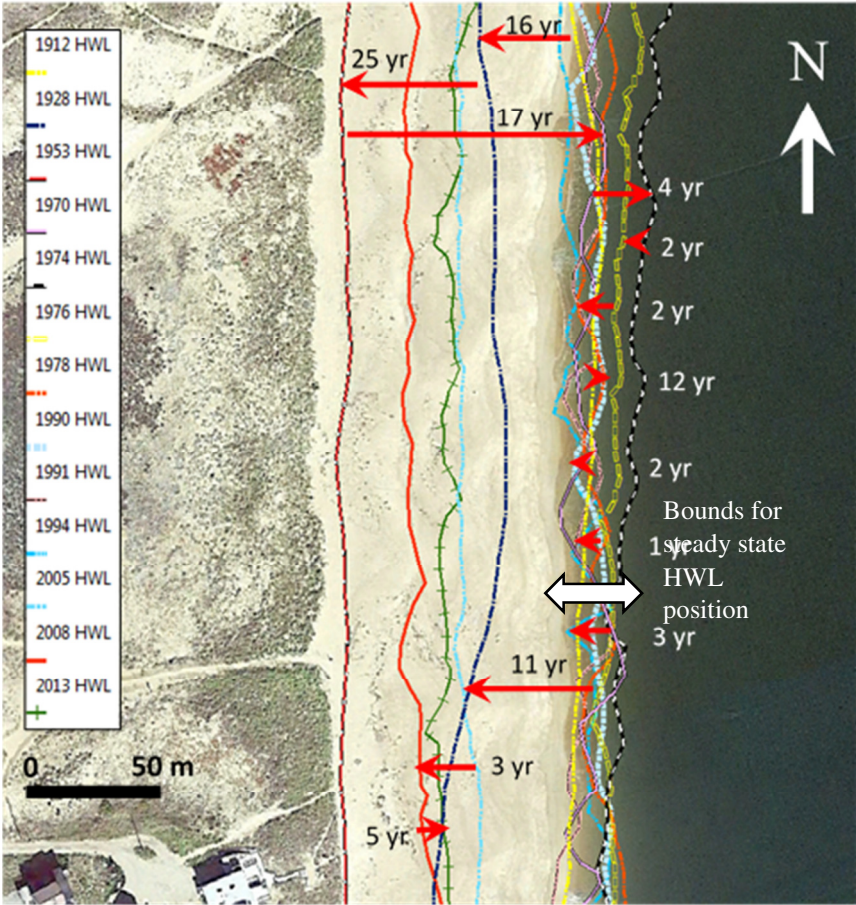 1912 HWL
1928 HWL
1953 HWL
1970 HWL
1974 HWL
1976 HWL
1978 HWL
1990 HWL
1991 HWL
1994 HWL
2005 HWL
2008 HWL
2013 HWL
0 50 m
16 yr
25 yr
17 yr
N
4 yr
2 yr
2 yr
12 yr
2 yr
1 yr
Bounds for
steady state
HWL
position
3 yr
11 yr
3 yr
5 yr